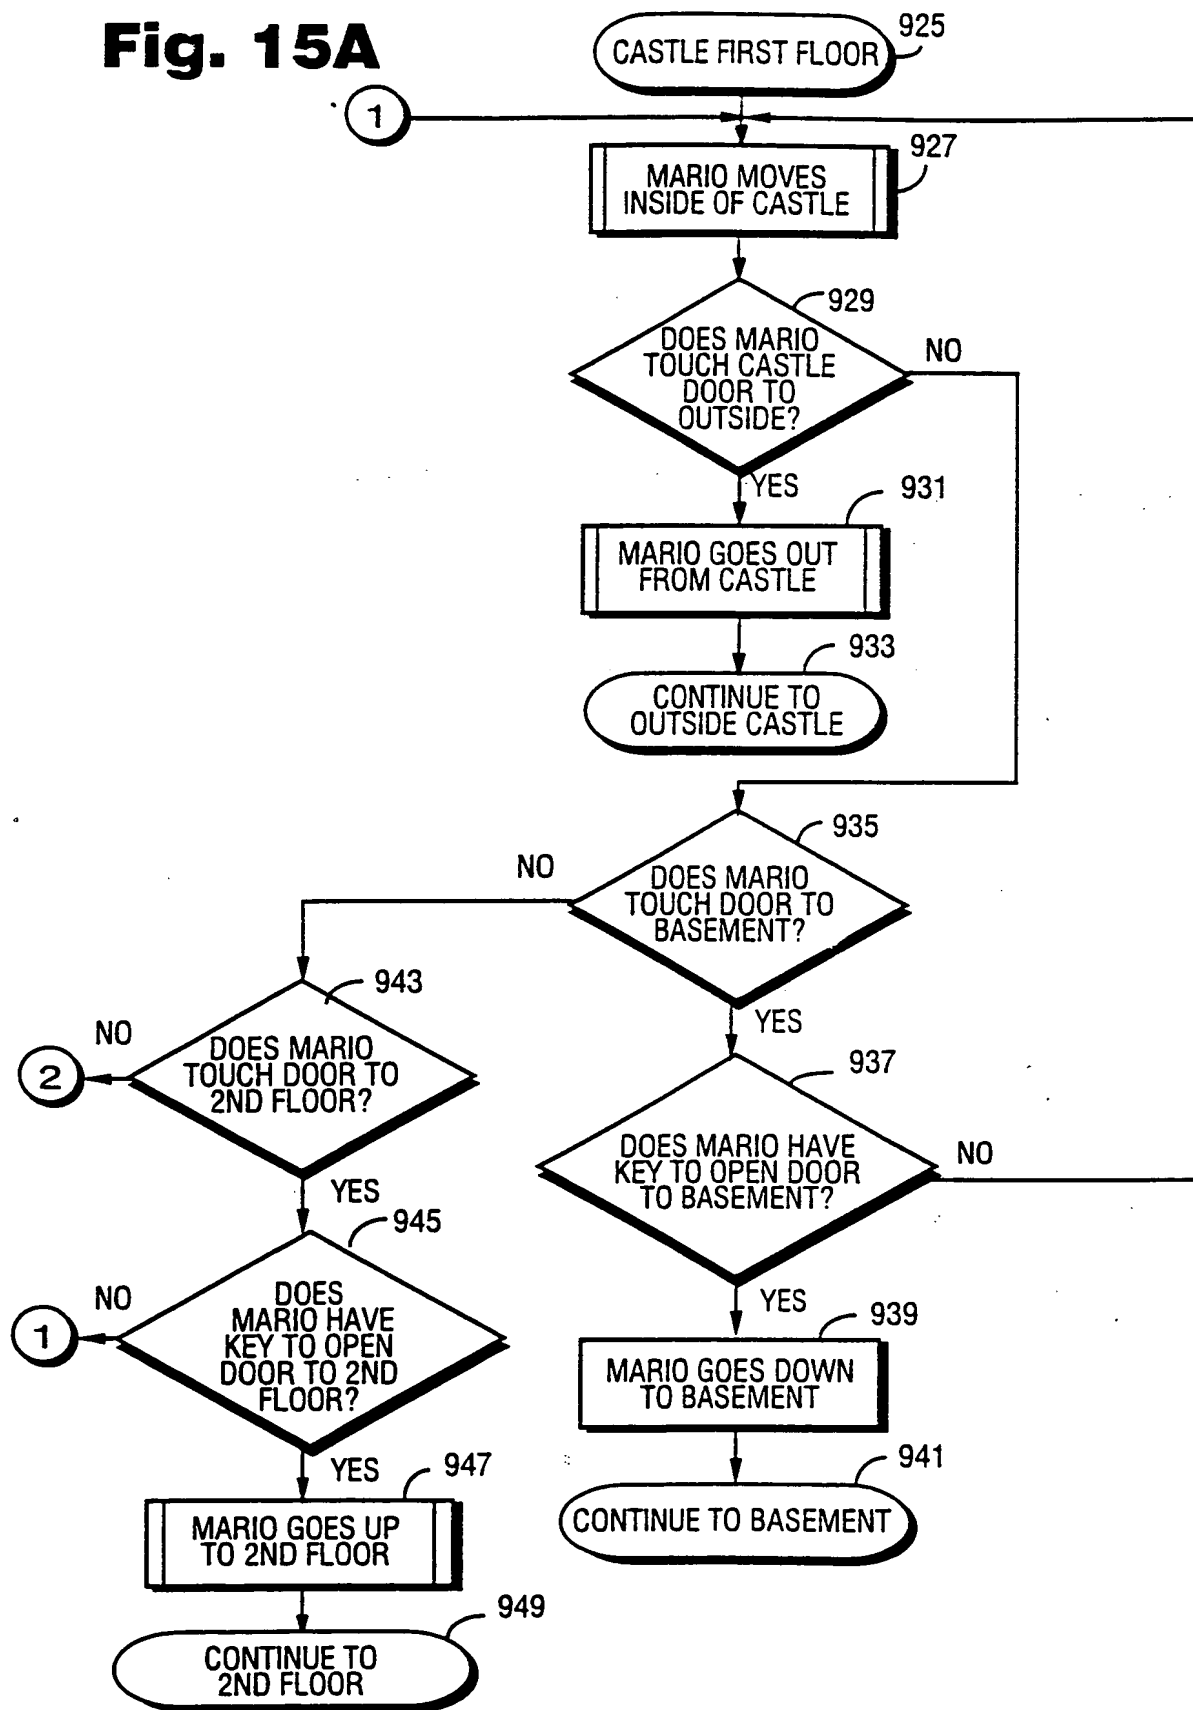 Fig. 15A
CASTLE FIRST FLOOR
925
1
MARIO MOVES
INSIDE OF CASTLE
927
929
DOES MARIO
TOUCH CASTLE
DOOR TO
OUTSIDE?
NO
YES
931
MARIO GOES OUT
FROM CASTLE
933
CONTINUE TO
OUTSIDE CASTLE
935
DOES MARIO
TOUCH DOOR TO
BASEMENT?
NO
YES
943
DOES MARIO
TOUCH DOOR TO
2ND FLOOR?
NO
2
YES
937
DOES MARIO HAVE
KEY TO OPEN DOOR
TO BASEMENT?
NO
YES
945
DOES
MARIO HAVE
KEY TO OPEN
DOOR TO 2ND
FLOOR?
NO
1
YES
939
MARIO GOES DOWN
TO BASEMENT
941
CONTINUE TO BASEMENT
947
MARIO GOES UP
TO 2ND FLOOR
949
CONTINUE TO
2ND FLOOR